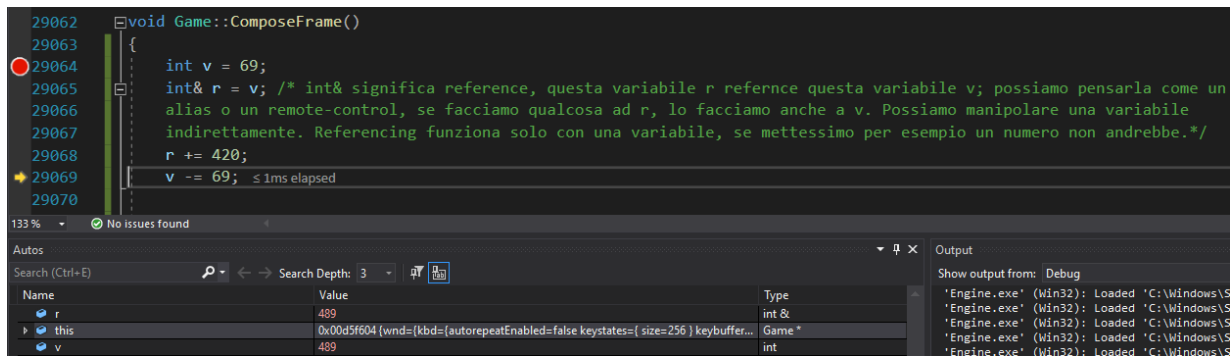 29062 void Game::ComposeFrame()
29063 {
29064 int v = 69;
29065 int& r = v; /* int& significa reference, questa variabile r refernce questa variabile v; possiamo pensarla come un
29066 alias o un remote-control, se facciamo qualcosa ad r, lo facciamo anche a v. Possiamo manipolare una variabile
29067 indirettamente. Referencing funziona solo con una variabile, se mettessimo per esempio un numero non andrebbe.*/
29068 r += 420;
29069 v -= 69; ≤ 1ms elapsed
29070
133 % No issues found
Autos Output
Search (Ctrl+E) Search Depth: 3 Show output from: Debug
Name Value Type 'Engine.exe' (Win32): Loaded 'C:\Windows\S
r 489 int & 'Engine.exe' (Win32): Loaded 'C:\Windows\S
this 0x00d5f604 {wnd={kbd={autorepeatEnabled=false keystates={ size=256 } keybuffer... Game * 'Engine.exe' (Win32): Loaded 'C:\Windows\S
v 489 int 'Engine.exe' (Win32): Loaded 'C:\Windows\S
'Engine.exe' (Win32): Loaded 'C:\Windows\S